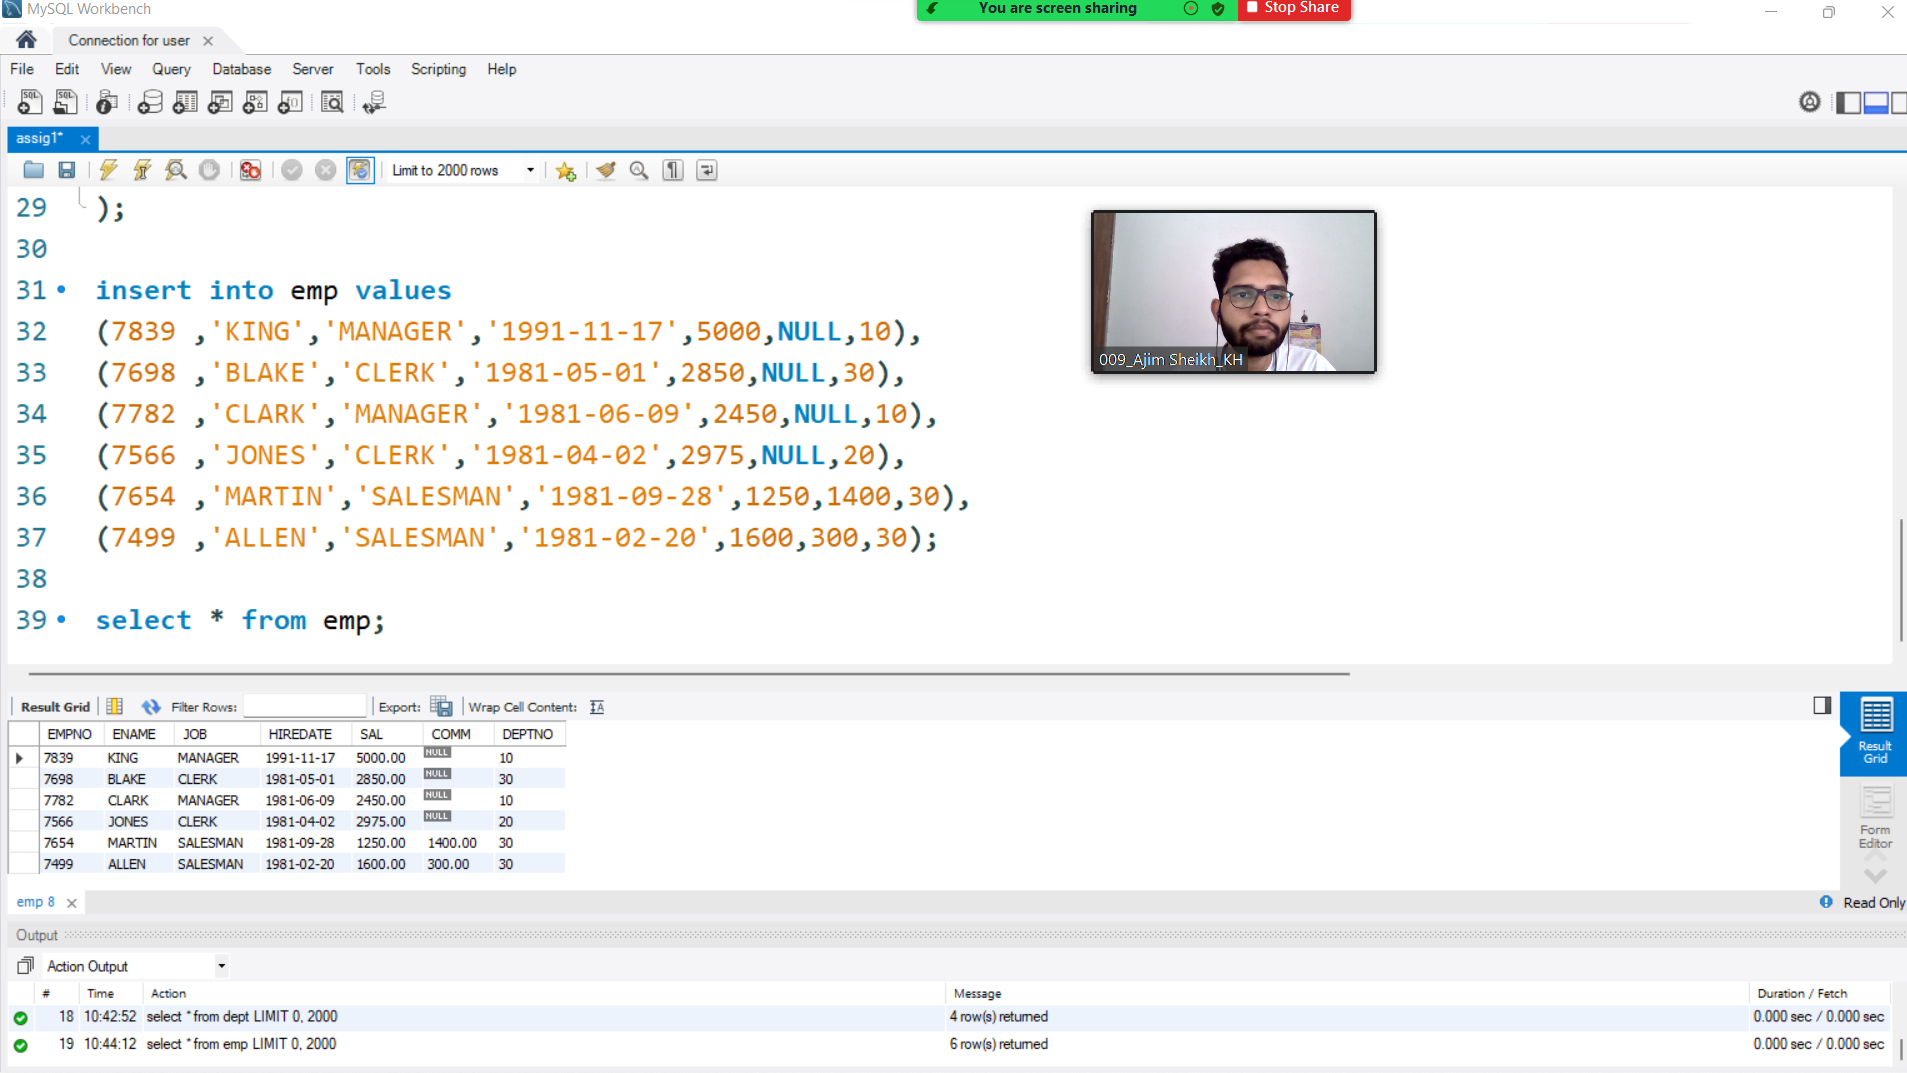 MySQL Workbench
You are screen sharing
Stop Share
Connection for user
File Edit View Query Database Server Tools Scripting Help
assig1*
Limit to 2000 rows
29 );
30
31 insert into emp values
32 (7839 ,'KING','MANAGER','1991-11-17',5000,NULL,10),
33 (7698 ,'BLAKE','CLERK','1981-05-01',2850,NULL,30),
34 (7782 ,'CLARK','MANAGER','1981-06-09',2450,NULL,10),
35 (7566 ,'JONES','CLERK','1981-04-02',2975,NULL,20),
36 (7654 ,'MARTIN','SALESMAN','1981-09-28',1250,1400,30),
37 (7499 ,'ALLEN','SALESMAN','1981-02-20',1600,300,30);
38
39 select * from emp;
009_Ajim Sheikh_KH
Result Grid Filter Rows: Export: Wrap Cell Content:
EMPNO ENAME JOB HIREDATE SAL COMM DEPTNO
7839 KING MANAGER 1991-11-17 5000.00 NULL 10
7698 BLAKE CLERK 1981-05-01 2850.00 NULL 30
7782 CLARK MANAGER 1981-06-09 2450.00 NULL 10
7566 JONES CLERK 1981-04-02 2975.00 NULL 20
7654 MARTIN SALESMAN 1981-09-28 1250.00 1400.00 30
7499 ALLEN SALESMAN 1981-02-20 1600.00 300.00 30
Result
Grid
Form
Editor
emp 8
Read Only
Output
Action Output
# Time Action Message Duration / Fetch
18 10:42:52 select * from dept LIMIT 0, 2000 4 row(s) returned 0.000 sec / 0.000 sec
19 10:44:12 select * from emp LIMIT 0, 2000 6 row(s) returned 0.000 sec / 0.000 sec